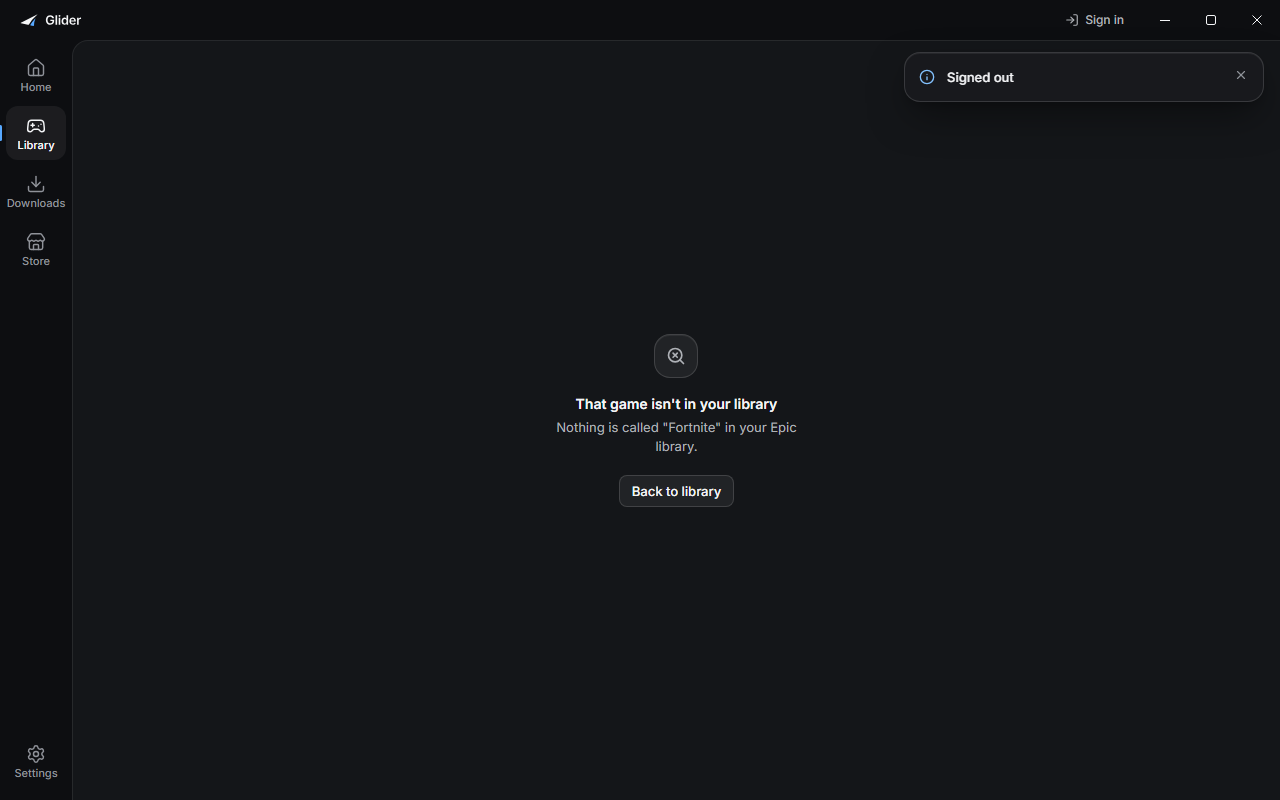 Glider
Sign in
Home
Library
Downloads
Store
Settings
Signed out
That game isn't in your library
Nothing is called "Fortnite" in your Epic
library.
Back to library